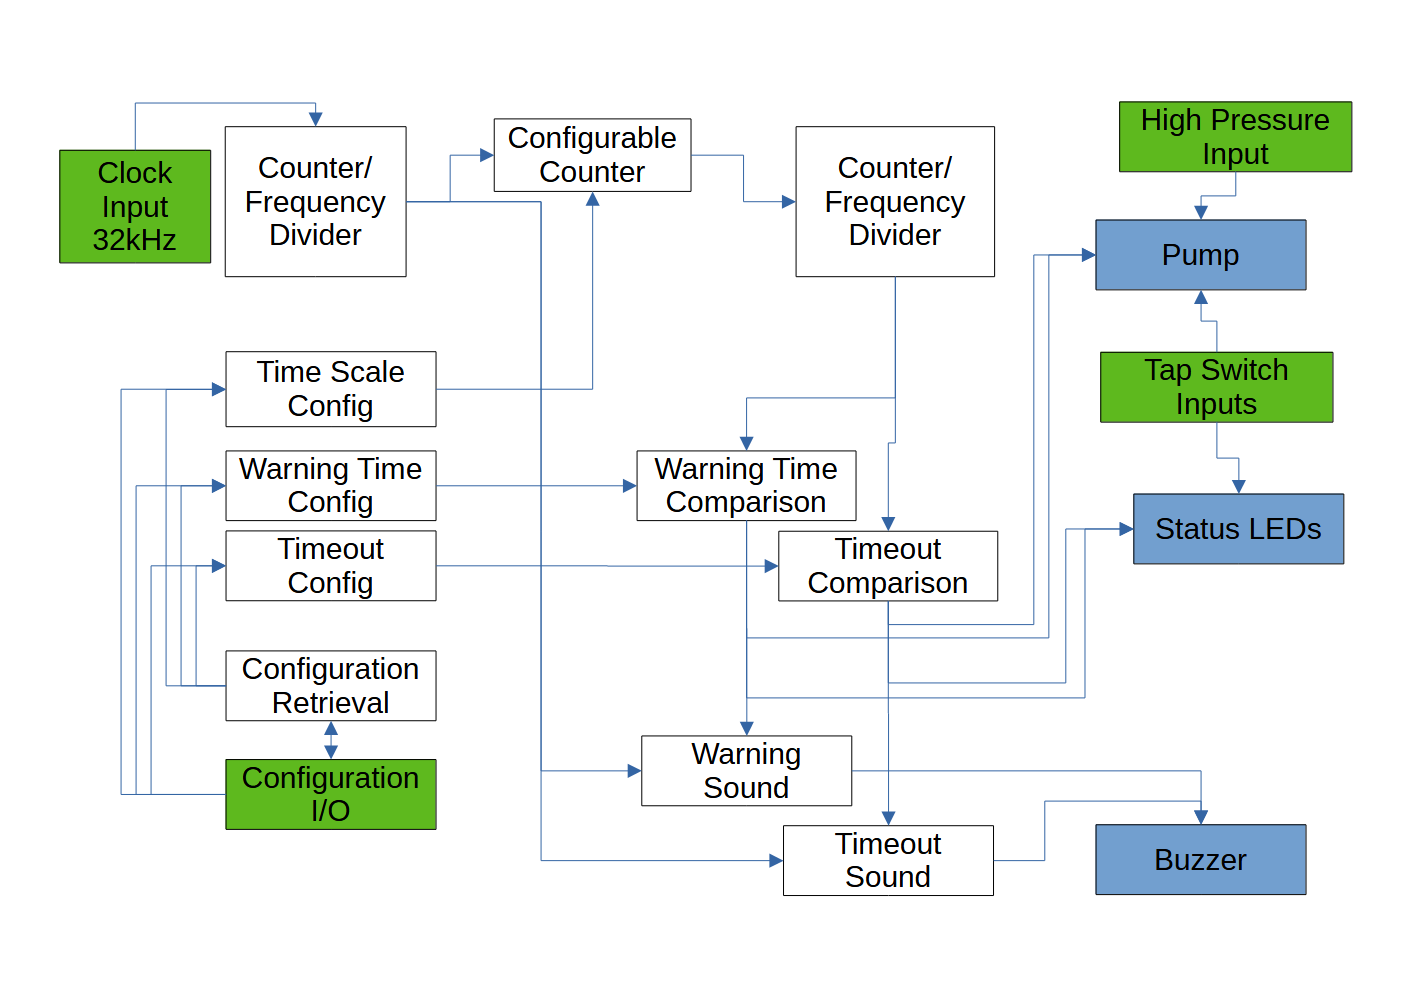 Clock
Input
32kHz
Counter/
Frequency
Divider
Configurable
Counter
Counter/
Frequency
Divider
High Pressure
Input
Pump
Tap Switch
Inputs
Status LEDs
Time Scale
Config
Warning Time
Config
Timeout
Config
Configuration
Retrieval
Configuration
I/O
Warning Time
Comparison
Timeout
Comparison
Warning
Sound
Timeout
Sound
Buzzer